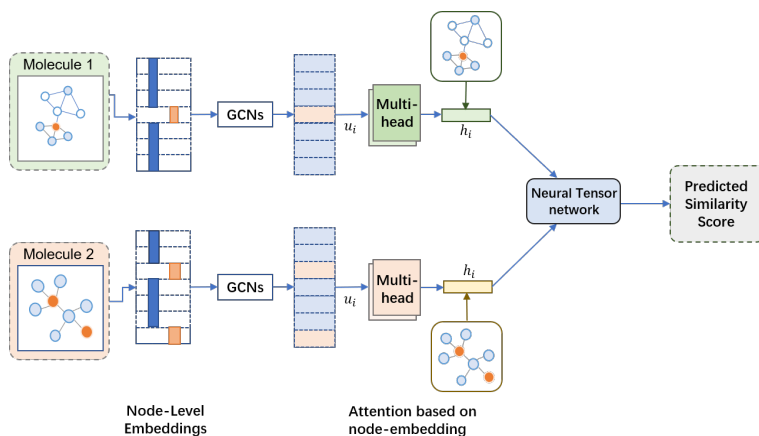 Molecule 1
GCNs
u_i
Multi-
head
h_i
Neural Tensor
network
Predicted
Similarity
Score
Molecule 2
GCNs
u_i
Multi-
head
h_i
Node-Level
Embeddings
Attention based on
node-embedding